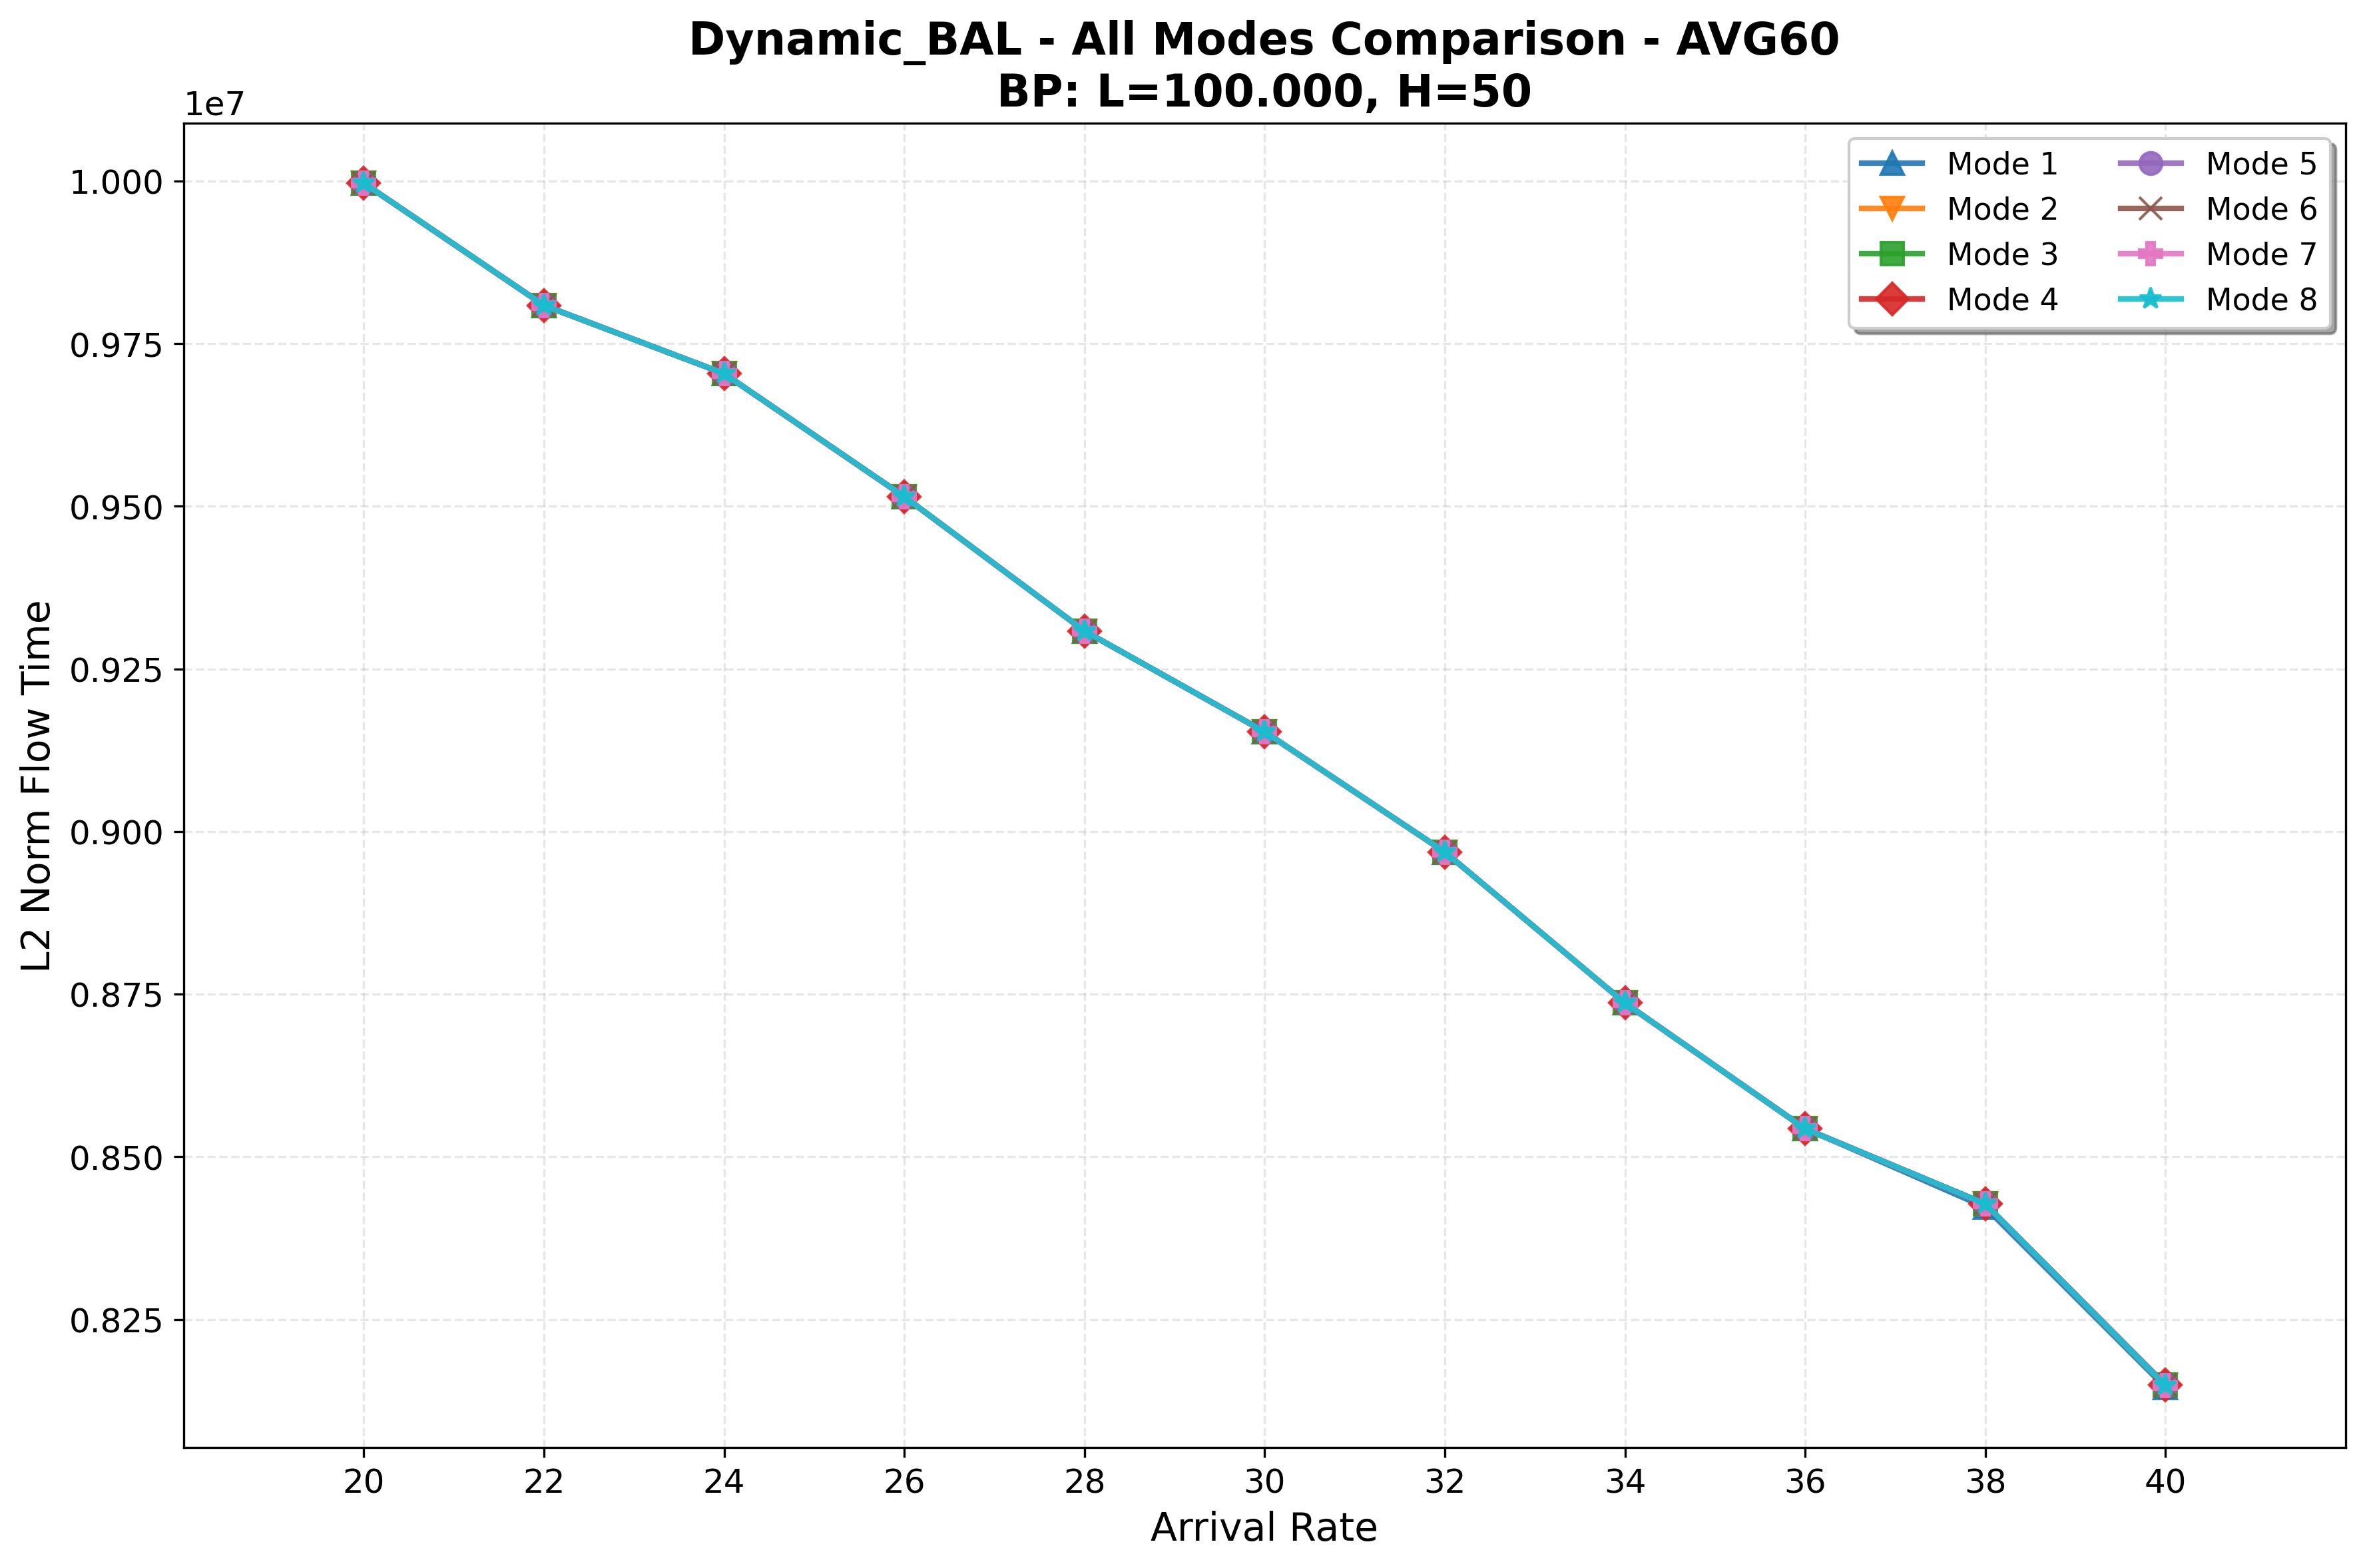 Dynamic_BAL - All Modes Comparison - AVG60
BP: L=100.000, H=50
1e7
1.000
0.975
0.950
0.925
0.900
0.875
0.850
0.825
L2 Norm Flow Time
Mode 1
Mode 2
Mode 3
Mode 4
Mode 5
Mode 6
Mode 7
Mode 8
20 22 24 26 28 30 32 34 36 38 40
Arrival Rate